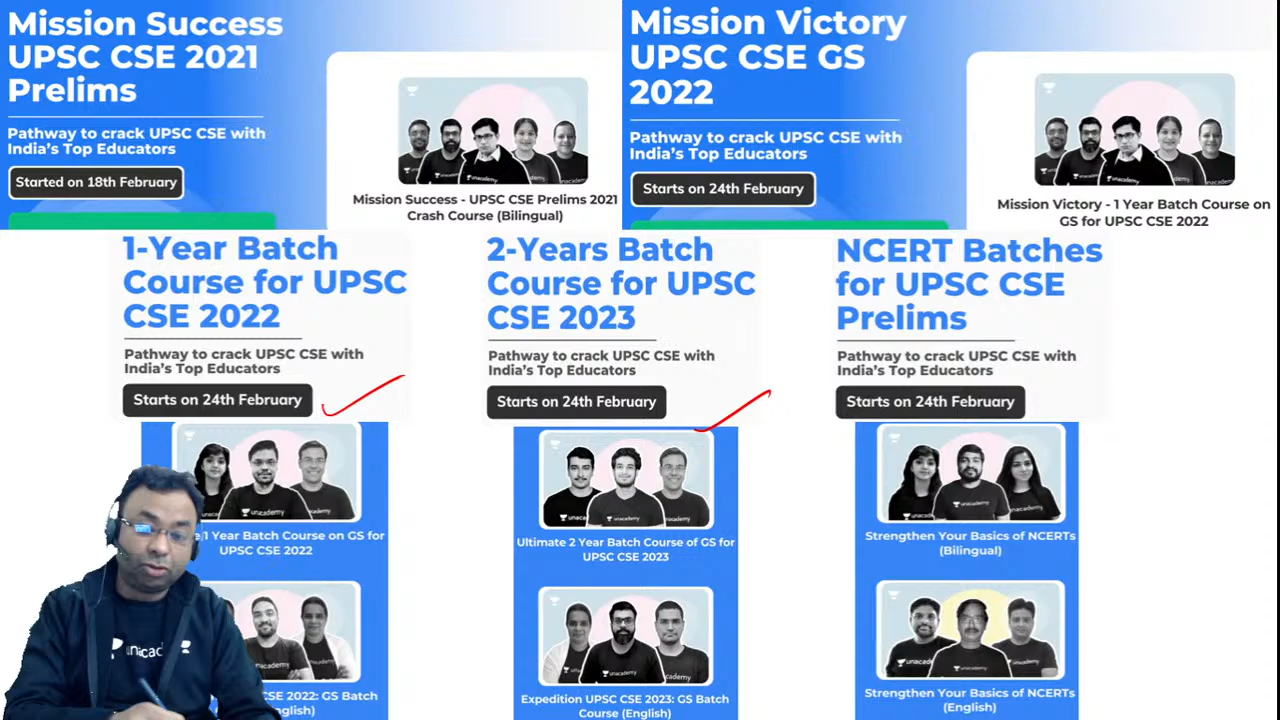 Mission Success
UPSC CSE 2021
Prelims
Pathway to crack UPSC CSE with
India's Top Educators
Started on 18th February
unacademy
Mission Success - UPSC CSE Prelims 2021
Crash Course (Bilingual)
Mission Victory
UPSC CSE GS
2022
Pathway to crack UPSC CSE with
India's Top Educators
Starts on 24th February
unacademy
Mission Victory - 1 Year Batch Course on
GS for UPSC CSE 2022
1-Year Batch
Course for UPSC
CSE 2022
Pathway to crack UPSC CSE with
India's Top Educators
Starts on 24th February
unacademy
1 Year Batch Course on GS for
UPSC CSE 2022
CSE 2022: GS Batch
2-Years Batch
Course for UPSC
CSE 2023
Pathway to crack UPSC CSE with
India's Top Educators
Starts on 24th February
unacademy
Ultimate 2 Year Batch Course of GS for
UPSC CSE 2023
unacademy
Expedition UPSC CSE 2023: GS Batch
Course (English)
NCERT Batches
for UPSC CSE
Prelims
Pathway to crack UPSC CSE with
India's Top Educators
Starts on 24th February
unacademy
Strengthen Your Basics of NCERTs
(Bilingual)
unacademy
Strengthen Your Basics of NCERTs
(English)
unacademy